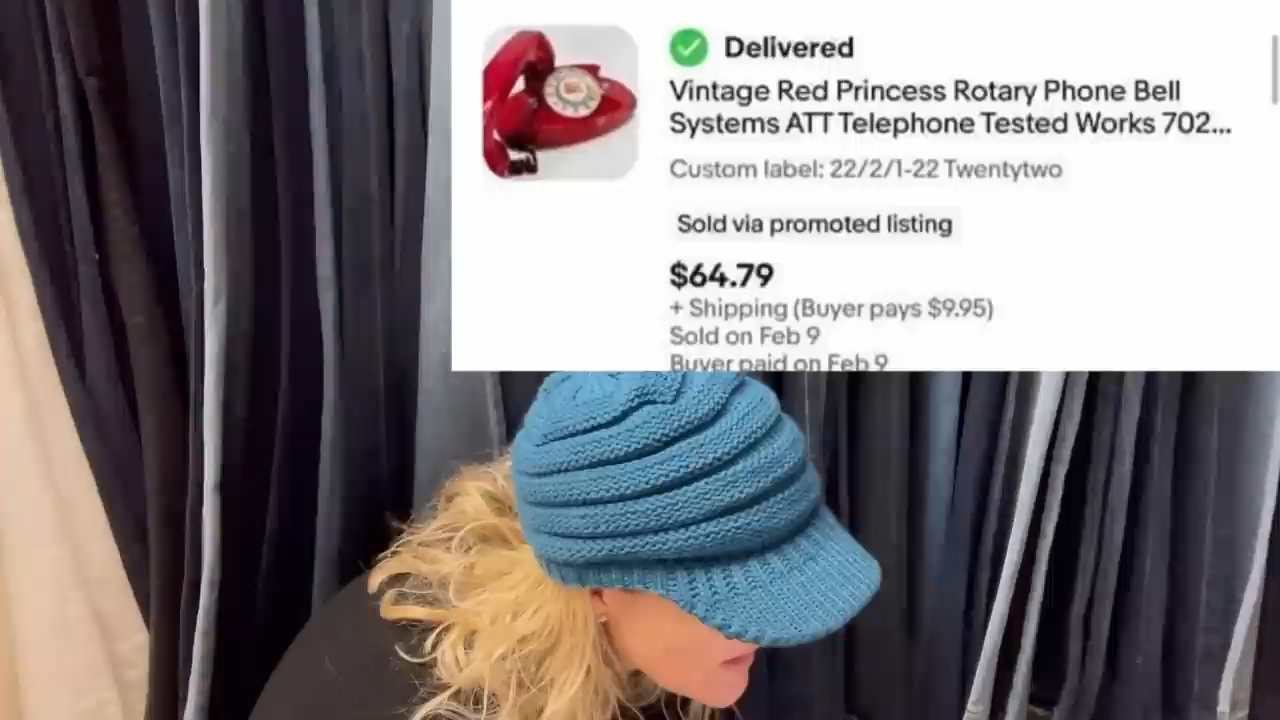 Delivered
Vintage Red Princess Rotary Phone Bell
Systems ATT Telephone Tested Works 702...
Custom label: 22/2/1-22 Twentytwo
Sold via promoted listing
$64.79
+ Shipping (Buyer pays $9.95)
Sold on Feb 9
Buyer paid on Feb 9